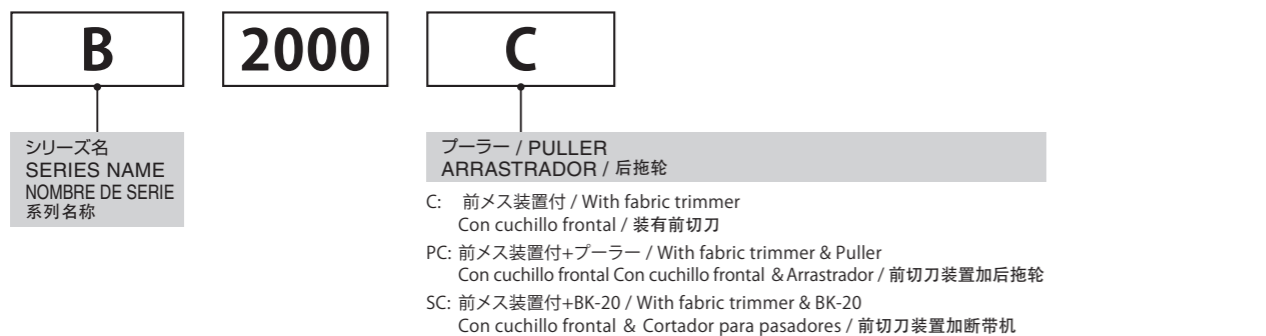 B 2000 C
シリーズ名
SERIES NAME
NOMBRE DE SERIE
系列名称
プーラー / PULLER
ARRASTRADOR / 后拖轮
C: 前メス装置付 / With fabric trimmer
Con cuchillo frontal / 装有前切刀
PC: 前メス装置付+プーラー / With fabric trimmer & Puller
Con cuchillo frontal Con cuchillo frontal & Arrastrador / 前切刀装置加后拖轮
SC: 前メス装置付+BK-20 / With fabric trimmer & BK-20
Con cuchillo frontal & Cortador para pasadores / 前切刀装置加断带机